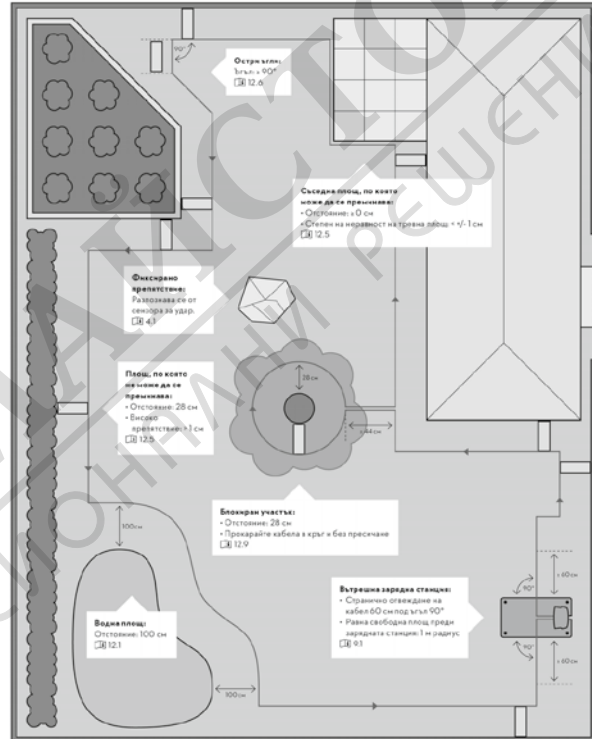 90°
Остри ъгли:
Ъгъл: ≥ 90°
12.6
Съседна площ, по която
може да се преминава:
• Отстояние: ≥ 0 см
• Степен на неравност на тревна площ: < +/- 1 см
12.5
Фиксирано
препятствие:
Разпознава се от
сензора за удар.
4.1
28 см
Площ, по която
не може да се
преминава:
• Отстояние: 28 см
• Високо
препятствие: > 1 см
12.5
≥ 44 см
Блокиран участък:
• Отстояние: 28 см
• Прокарайте кабела в кръг и без пресичане
12.9
100 см
Вътрешна зарядна станция:
• Странично отвеждане на
кабел 60 см под ъгъл 90°
• Равна свободна площ преди
зарядната станция: 1 м радиус
9.1
≥ 60 см
90°
90°
≥ 60 см
Водна площ:
Отстояние: 100 см
12.1
100 см